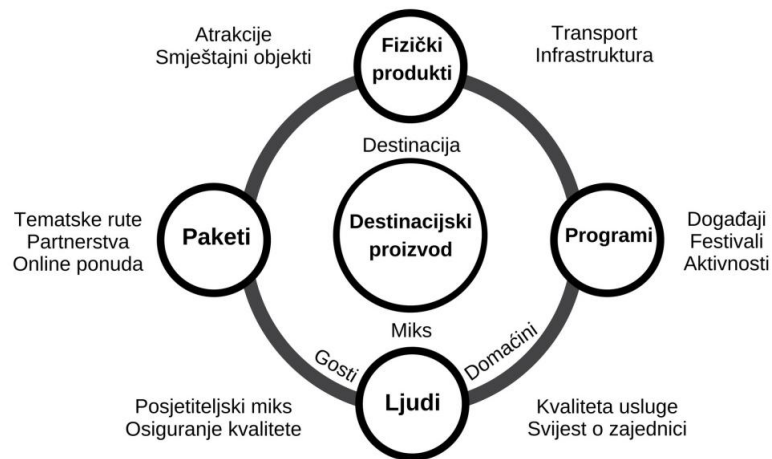 Atrakcije
Smještajni objekti
Fizički
produkti
Transport
Infrastruktura
Destinacija
Tematske rute
Partnerstva
Online ponuda
Paketi
Destinacijski
proizvod
Programi
Događaji
Festivali
Aktivnosti
Miks
Gosti
Domaćini
Ljudi
Posjetiteljski miks
Osiguranje kvalitete
Kvaliteta usluge
Svijest o zajednici